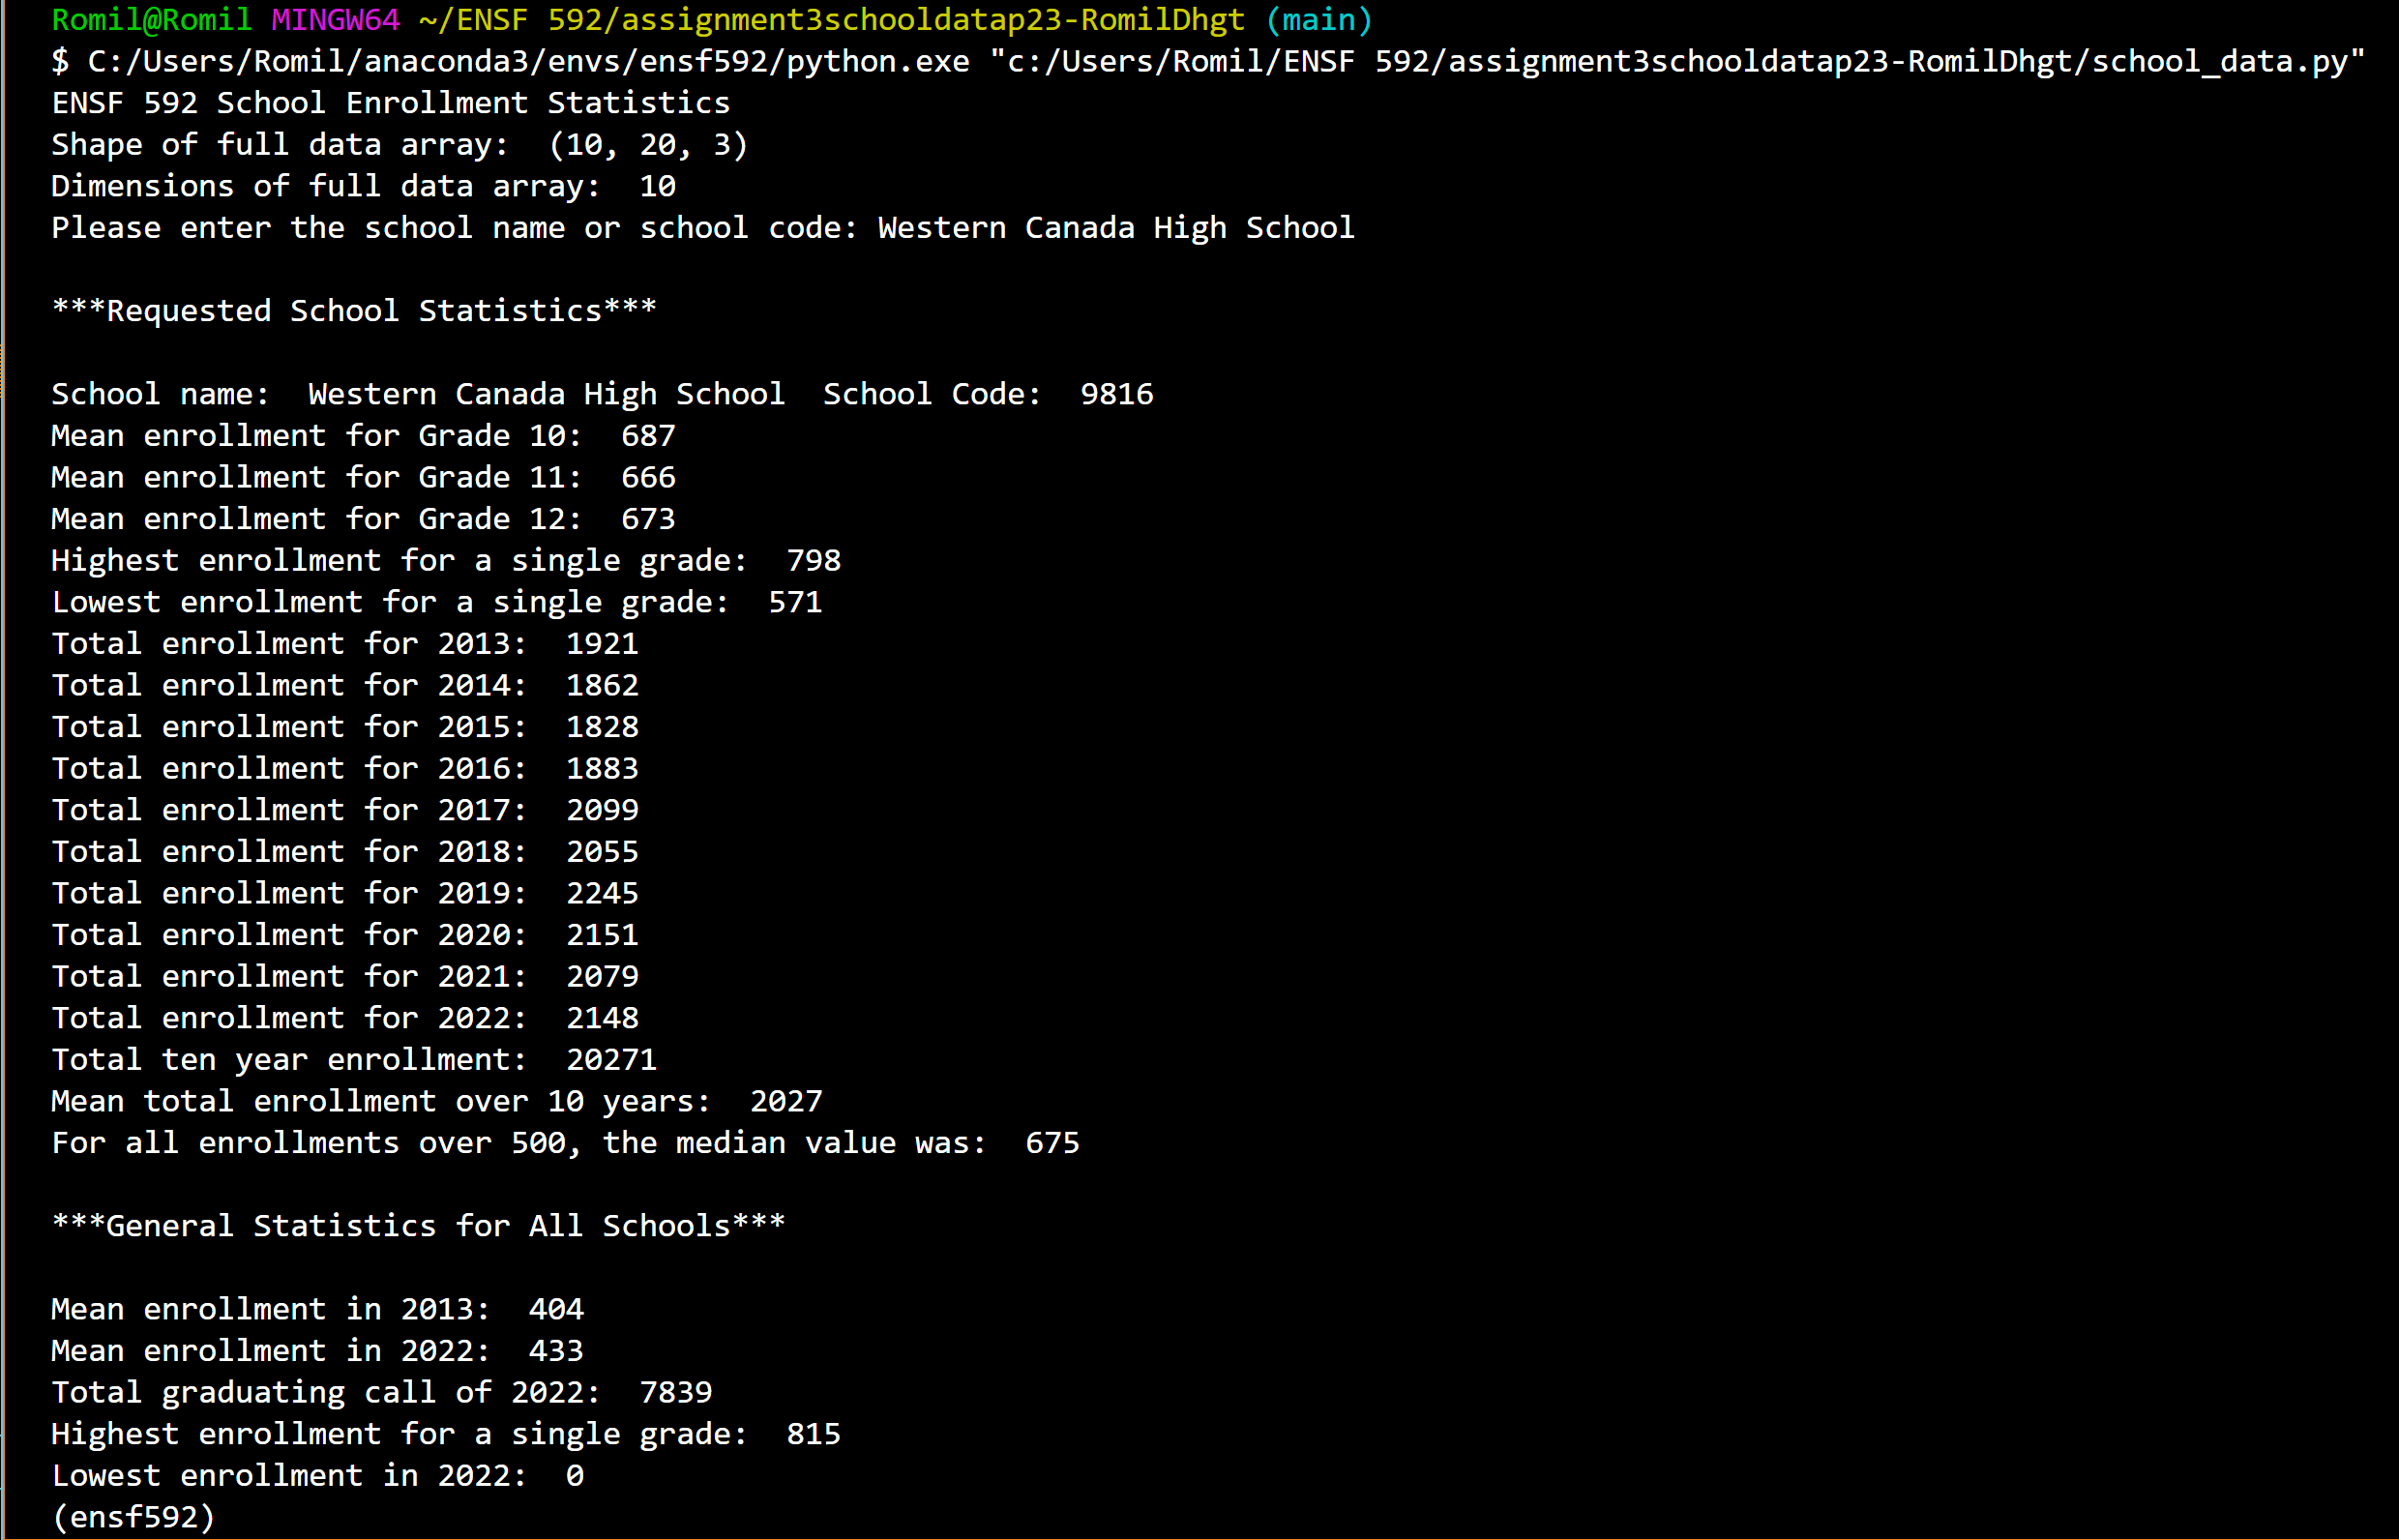 Romil@Romil MINGW64 ~/ENSF 592/assignment3schooldatap23-RomilDhgt (main)
$ C:/Users/Romil/anaconda3/envs/ensf592/python.exe "c:/Users/Romil/ENSF 592/assignment3schooldatap23-RomilDhgt/school_data.py"
ENSF 592 School Enrollment Statistics
Shape of full data array:  (10, 20, 3)
Dimensions of full data array:  10
Please enter the school name or school code: Western Canada High School

***Requested School Statistics***

School name:  Western Canada High School  School Code:  9816
Mean enrollment for Grade 10:  687
Mean enrollment for Grade 11:  666
Mean enrollment for Grade 12:  673
Highest enrollment for a single grade:  798
Lowest enrollment for a single grade:  571
Total enrollment for 2013:  1921
Total enrollment for 2014:  1862
Total enrollment for 2015:  1828
Total enrollment for 2016:  1883
Total enrollment for 2017:  2099
Total enrollment for 2018:  2055
Total enrollment for 2019:  2245
Total enrollment for 2020:  2151
Total enrollment for 2021:  2079
Total enrollment for 2022:  2148
Total ten year enrollment:  20271
Mean total enrollment over 10 years:  2027
For all enrollments over 500, the median value was:  675

***General Statistics for All Schools***

Mean enrollment in 2013:  404
Mean enrollment in 2022:  433
Total graduating call of 2022:  7839
Highest enrollment for a single grade:  815
Lowest enrollment in 2022:  0
(ensf592)